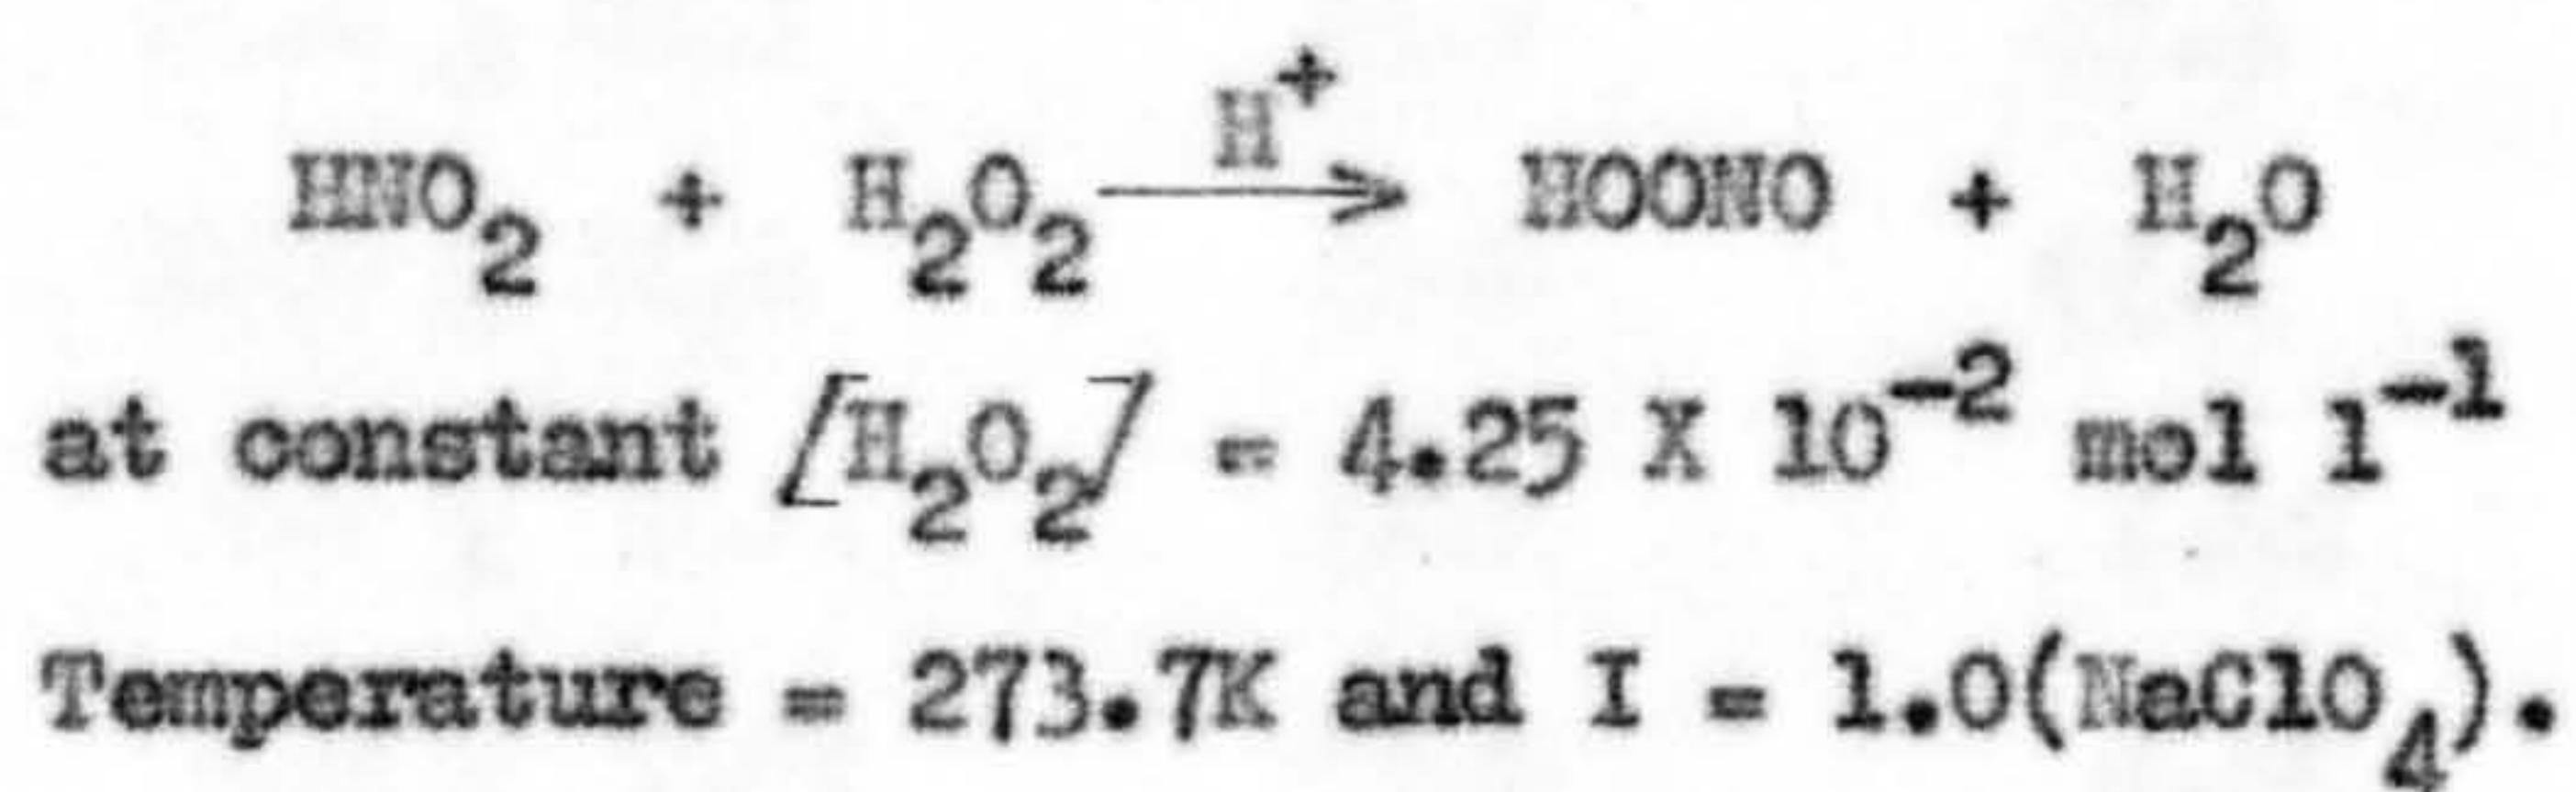 H⁺
HNO₂ + H₂O₂ ⟶ HOONO + H₂O
at constant [H₂O₂] = 4.25 X 10⁻² mol l⁻¹
Temperature = 273.7K and I = 1.0(NaClO₄).